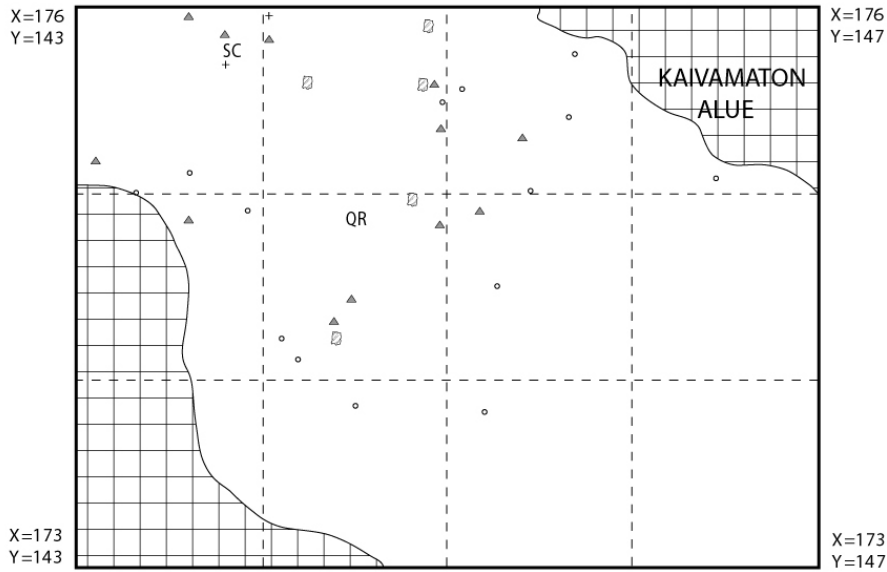 X=176
Y=143
X=176
Y=147
SC
KAIVAMATON
ALUE
QR
X=173
Y=143
X=173
Y=147